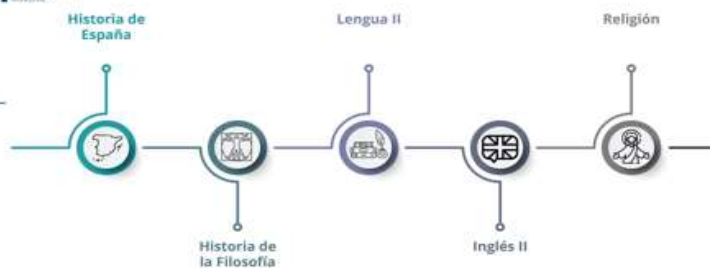 Historia de
España
Lengua II
Religión
Historia de
la Filosofía
Inglés II